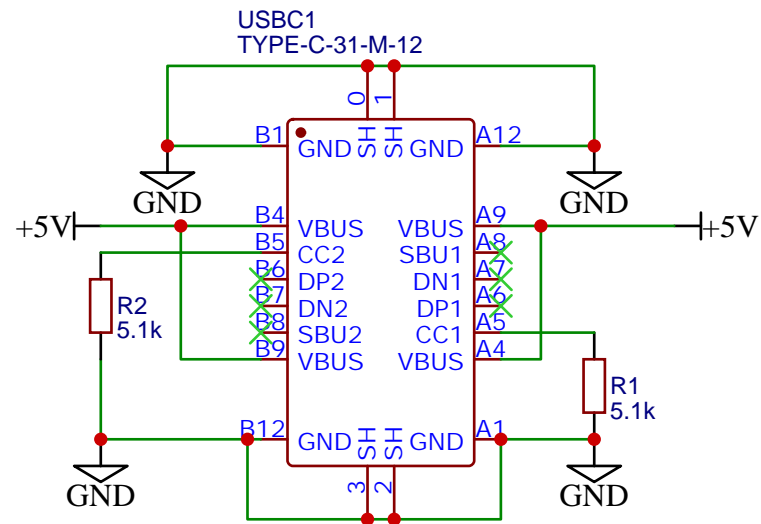 USBC1
TYPE-C-31-M-12
0 1
SH SH
B1 GND GND A12
GND GND
+5V B4 VBUS VBUS A9 +5V
B5 CC2 SBU1 A8
B6 DP2 DN1 A7
B7 DN2 DP1 A6
B8 SBU2 CC1 A5
B9 VBUS VBUS A4
R2
5.1k
R1
5.1k
B12 GND GND A1
SH SH
3 2
GND GND